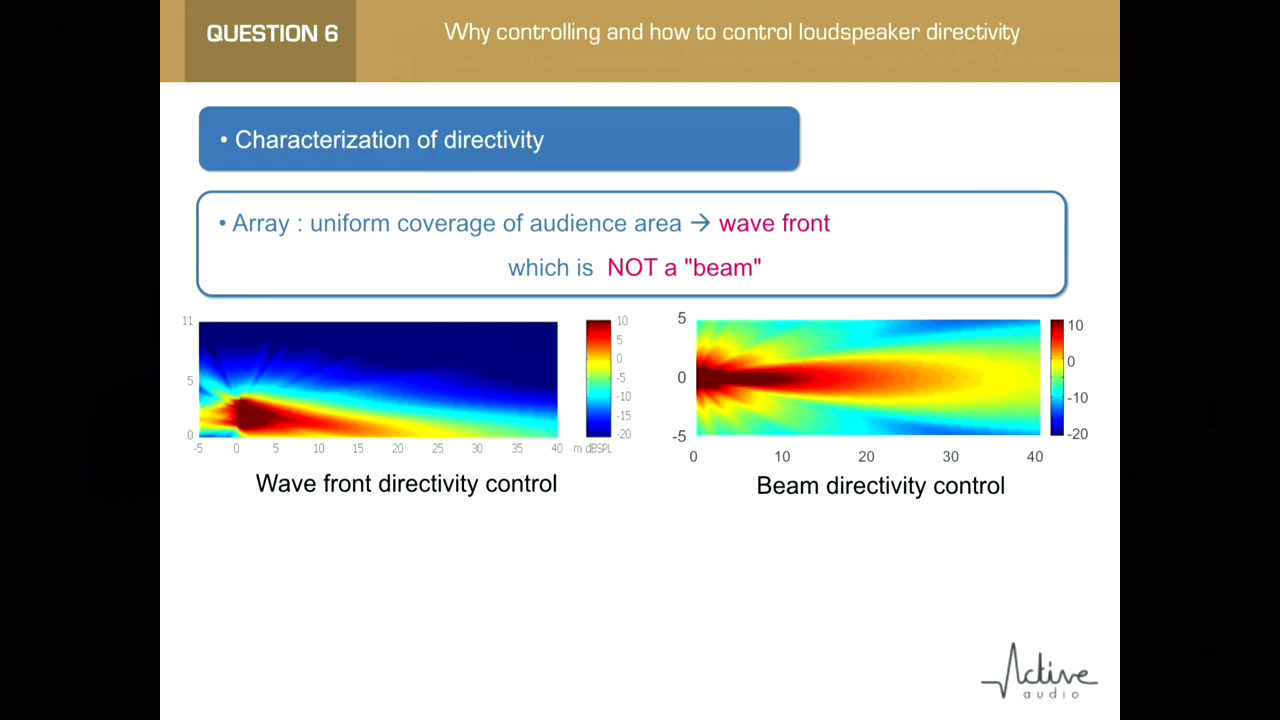 QUESTION 6
Why controlling and how to control loudspeaker directivity
• Characterization of directivity
• Array : uniform coverage of audience area → wave front
which is NOT a "beam"
11
5
0
-5 0 5 10 15 20 25 30 35 40 m dBSPL
10
5
0
-5
-10
-15
-20
Wave front directivity control
5
0
-5
0 10 20 30 40
10
0
-10
-20
Beam directivity control
Active
audio